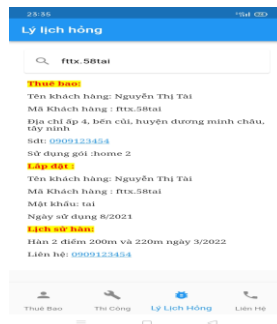 23:35
Lý lịch hỏng
fttx.58tai
Thuê bao:
Tên khách hàng: Nguyễn Thị Tài
Mã Khách hàng : fttx.58tai
Địa chỉ ấp 4, bến củi, huyện dương minh châu,
tây ninh
Sdt: 0909123454
Sử dụng gói :home 2
Lắp đặt :
Tên khách hàng: Nguyễn Thị Tài
Mã Khách hàng : fttx.58tai
Mật khẩu: tai
Ngày sử dụng 8/2021
Lịch sử hàn:
Hàn 2 điểm 200m và 220m ngày 3/2022
Liên hệ: 0909123454
Thuê Bao
Thi Công
Lý Lịch Hỏng
Liên Hệ